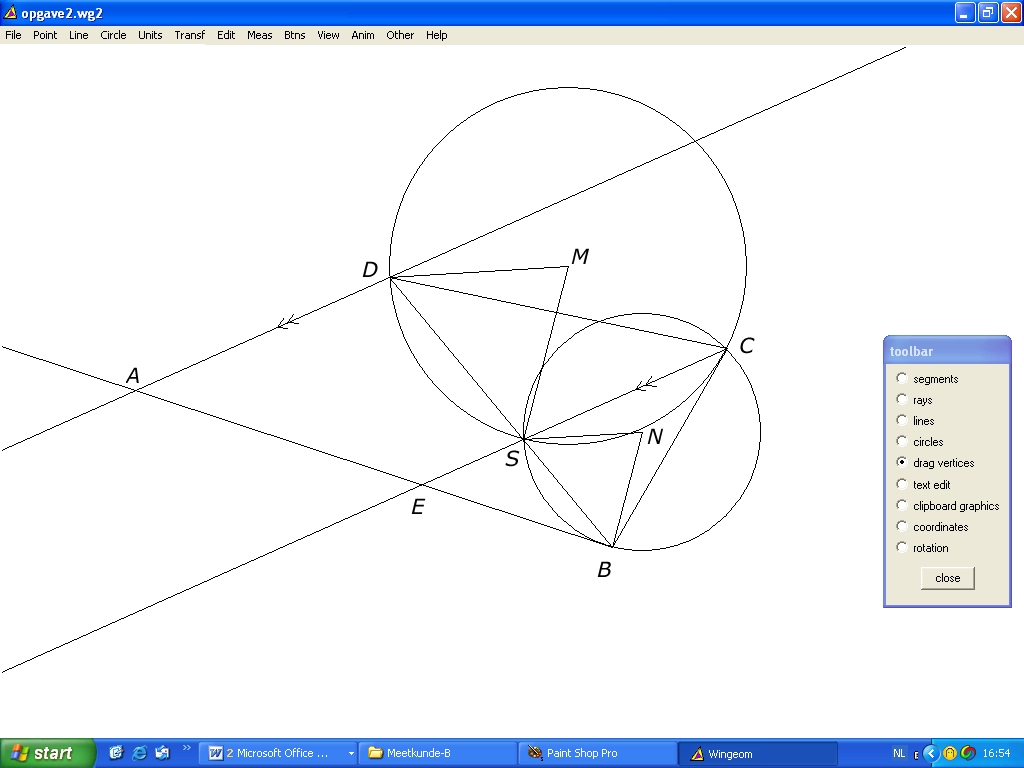 opgave2.wg2
File Point Line Circle Units Transf Edit Meas Btns View Anim Other Help
M
D
C
A
N
S
E
B
toolbar
segments
rays
lines
circles
drag vertices
text edit
clipboard graphics
coordinates
rotation
close
start
2 Microsoft Office ...
Meetkunde-B
Paint Shop Pro
Wingeom
NL
16:54